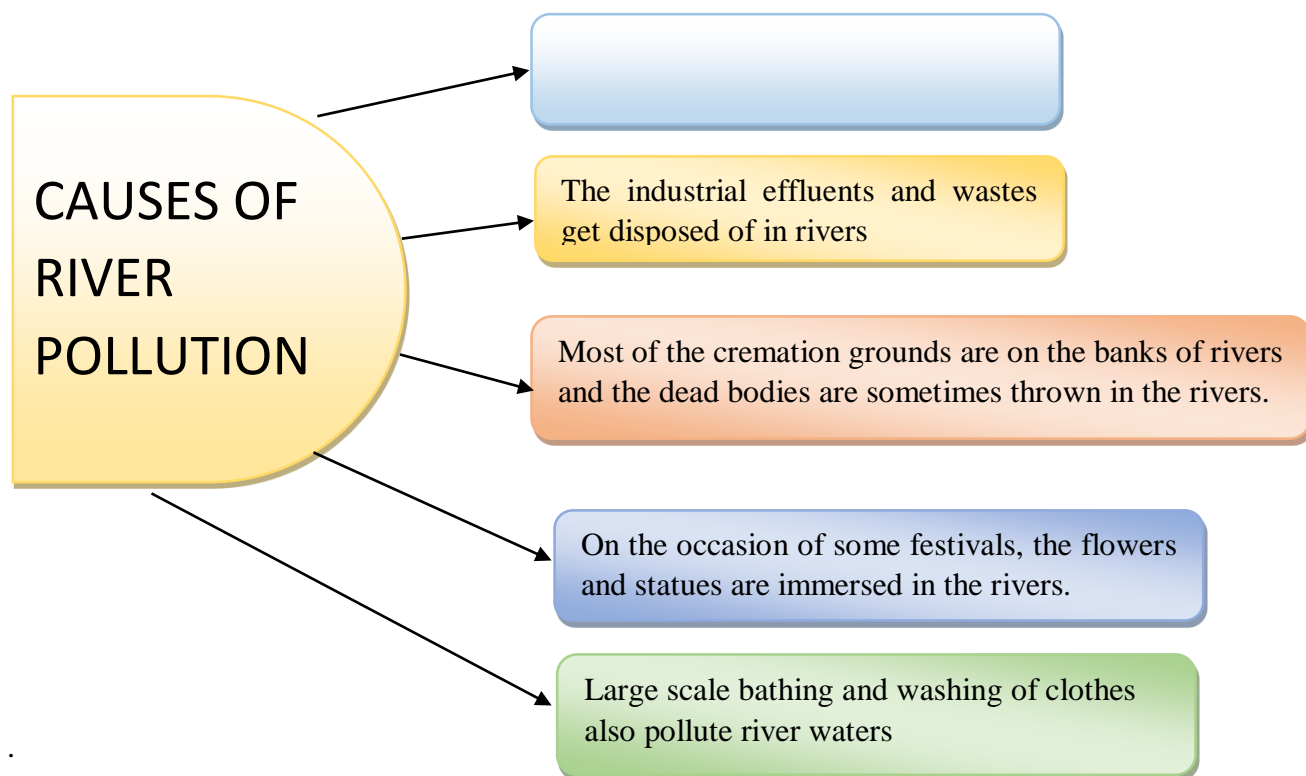 CAUSES OF
RIVER
POLLUTION
The industrial effluents and wastes
get disposed of in rivers
Most of the cremation grounds are on the banks of rivers
and the dead bodies are sometimes thrown in the rivers.
On the occasion of some festivals, the flowers
and statues are immersed in the rivers.
Large scale bathing and washing of clothes
also pollute river waters
.